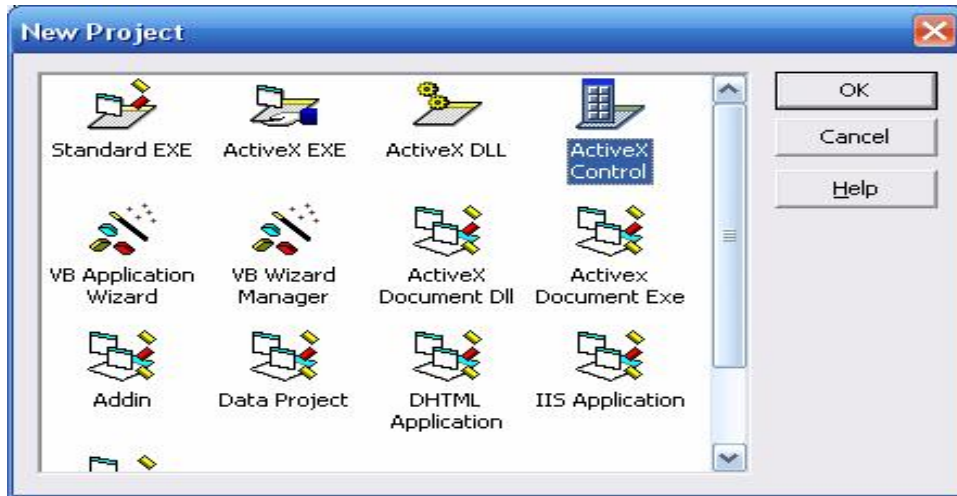 New Project
Standard EXE
ActiveX EXE
ActiveX DLL
ActiveX
Control
VB Application
Wizard
VB Wizard
Manager
ActiveX
Document Dll
Activex
Document Exe
Addin
Data Project
DHTML
Application
IIS Application
OK
Cancel
Help